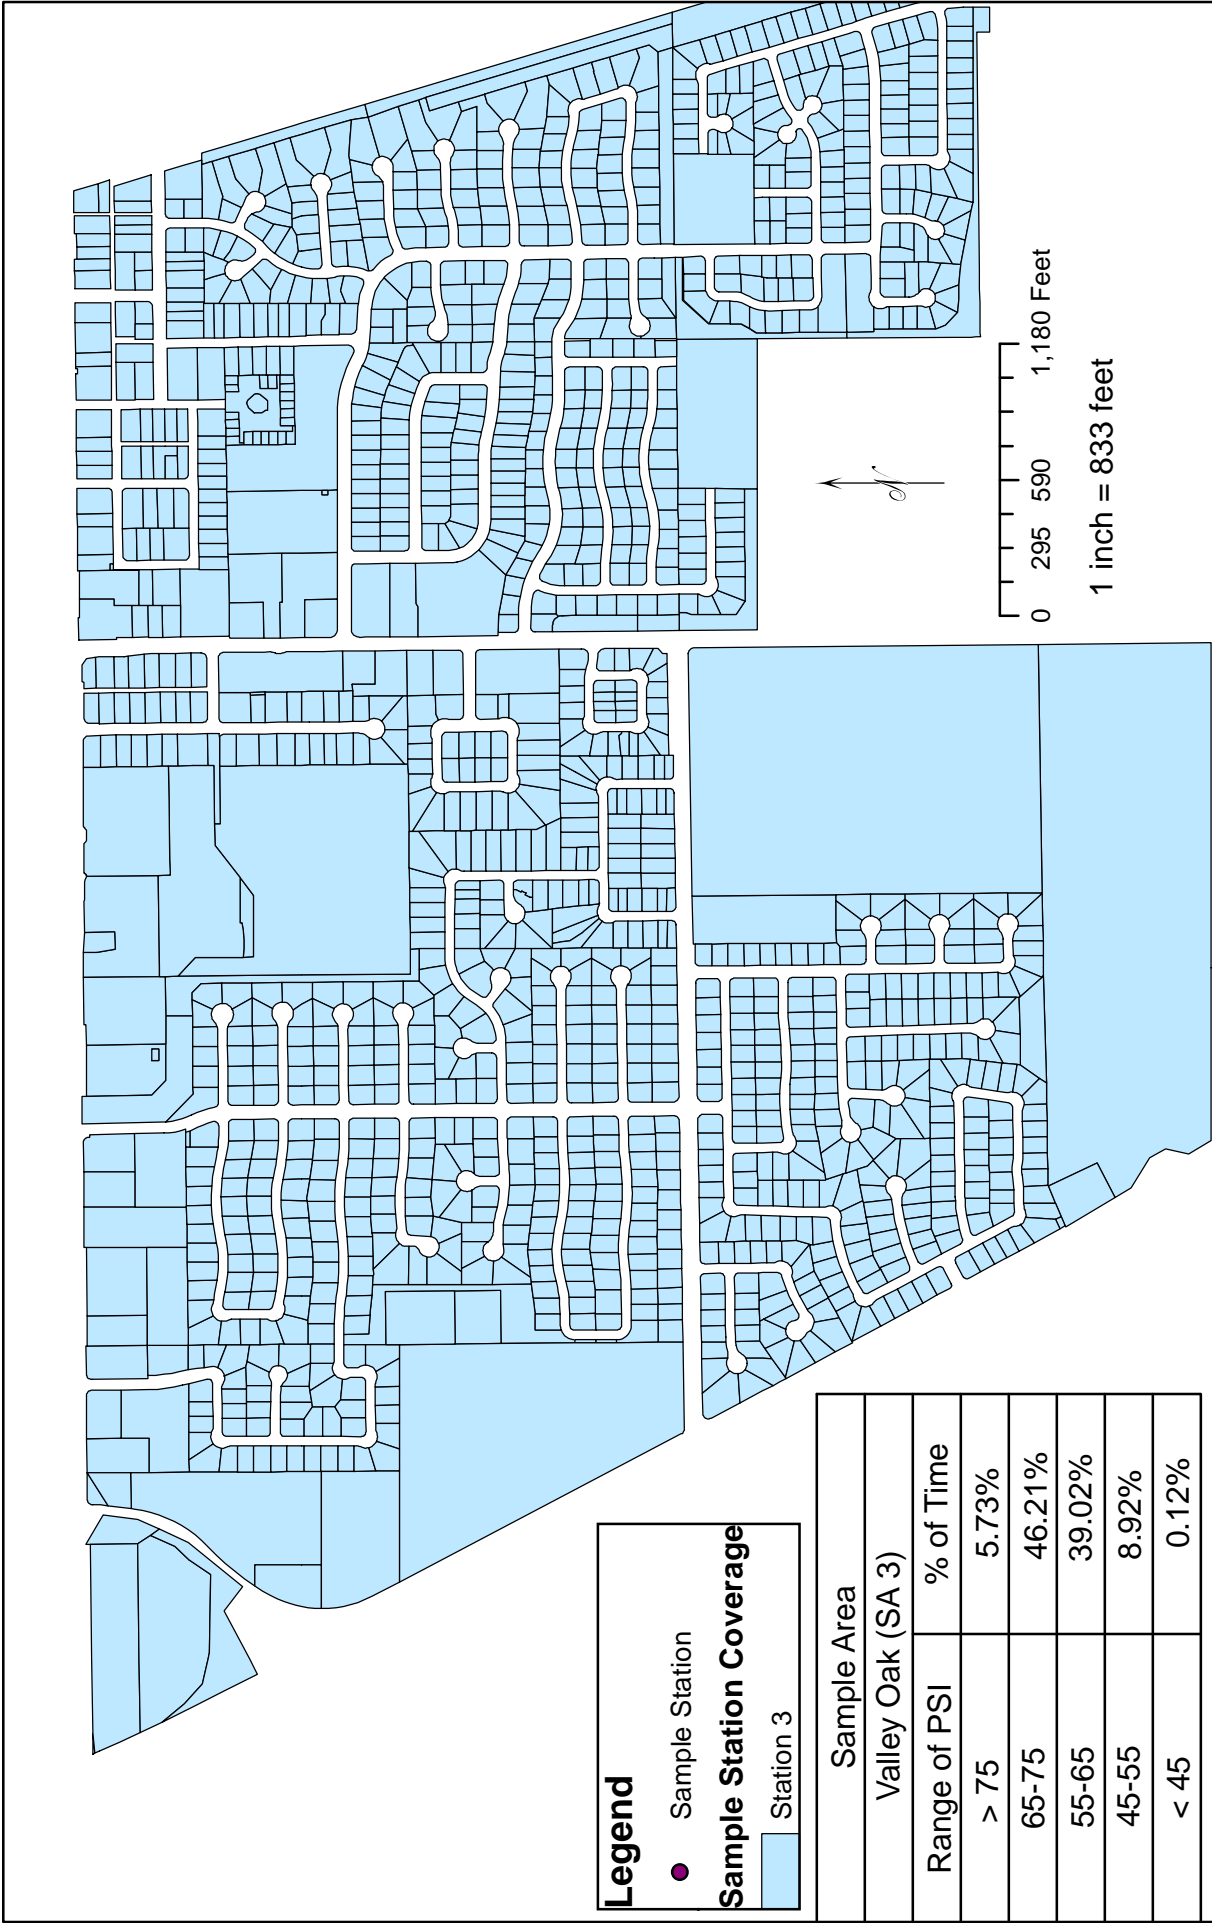 Legend
Sample Station
Sample Station Coverage
Station 3
Sample Area
Valley Oak (SA 3)
Range of PSI % of Time
> 75 5.73%
65-75 46.21%
55-65 39.02%
45-55 8.92%
< 45 0.12%
N
0 295 590 1,180 Feet
1 inch = 833 feet